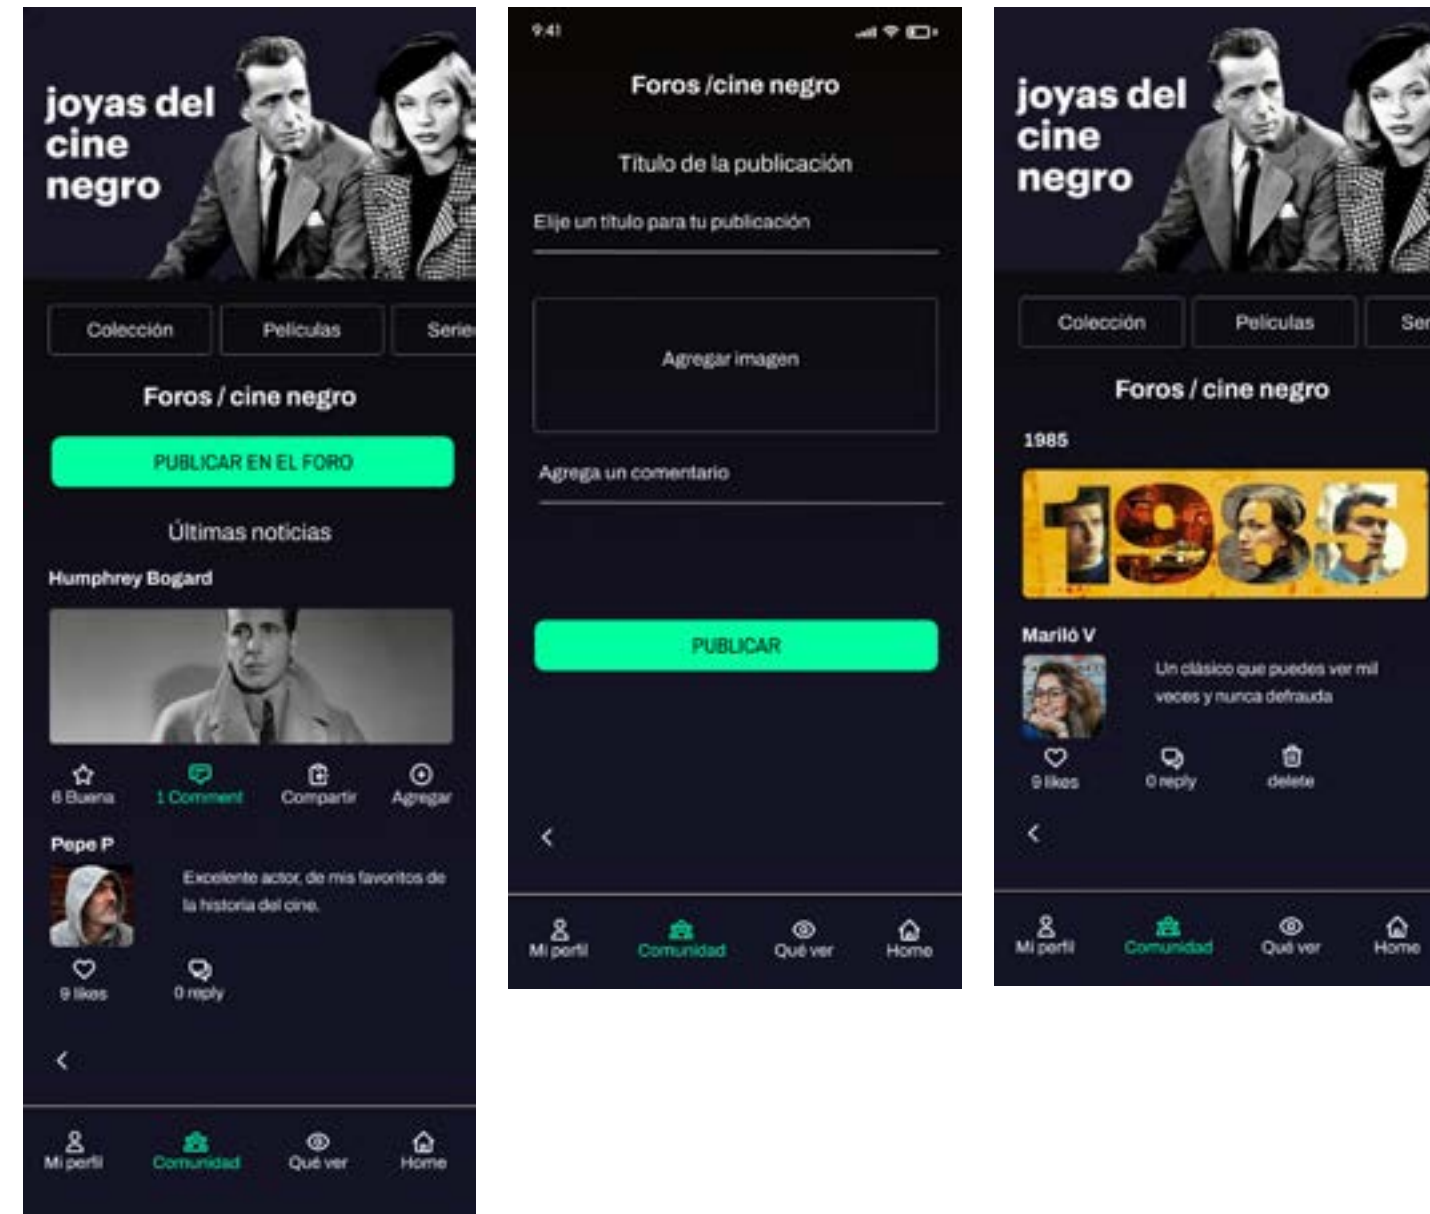 joyas del
cine
negro
Colección
Películas
Serie
Foros / cine negro
PUBLICAR EN EL FORO
Últimas noticias
Humphrey Bogard
6 Buena
1 Comment
Compartir
Agregar
Pepe P
Excelente actor, de mis favoritos de
la historia del cine.
9 likes
0 reply
Mi perfil
Comunidad
Qué ver
Home
9:41
Foros /cine negro
Título de la publicación
Elije un título para tu publicación
Agregar imagen
Agrega un comentario
PUBLICAR
Mi perfil
Comunidad
Qué ver
Home
joyas del
cine
negro
Colección
Películas
Ser
Foros / cine negro
1985
1985
Mariló V
Un clásico que puedes ver mil
veces y nunca defrauda
9 likes
0 reply
delete
Mi perfil
Comunidad
Qué ver
Home